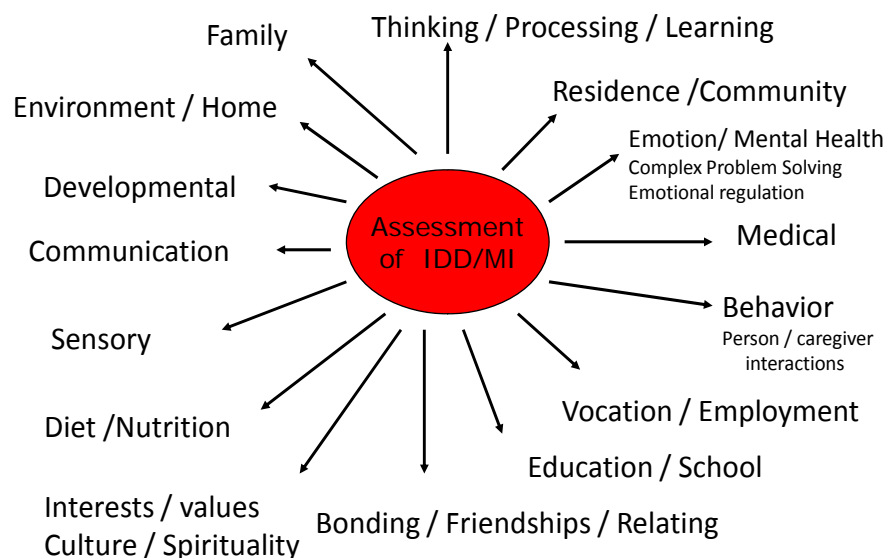 Thinking / Processing / Learning
Family
Residence /Community
Environment / Home
Emotion/ Mental Health
Complex Problem Solving
Emotional regulation
Developmental
Assessment
of IDD/MI
Medical
Communication
Behavior
Person / caregiver
interactions
Sensory
Vocation / Employment
Diet /Nutrition
Education / School
Interests / values
Culture / Spirituality
Bonding / Friendships / Relating